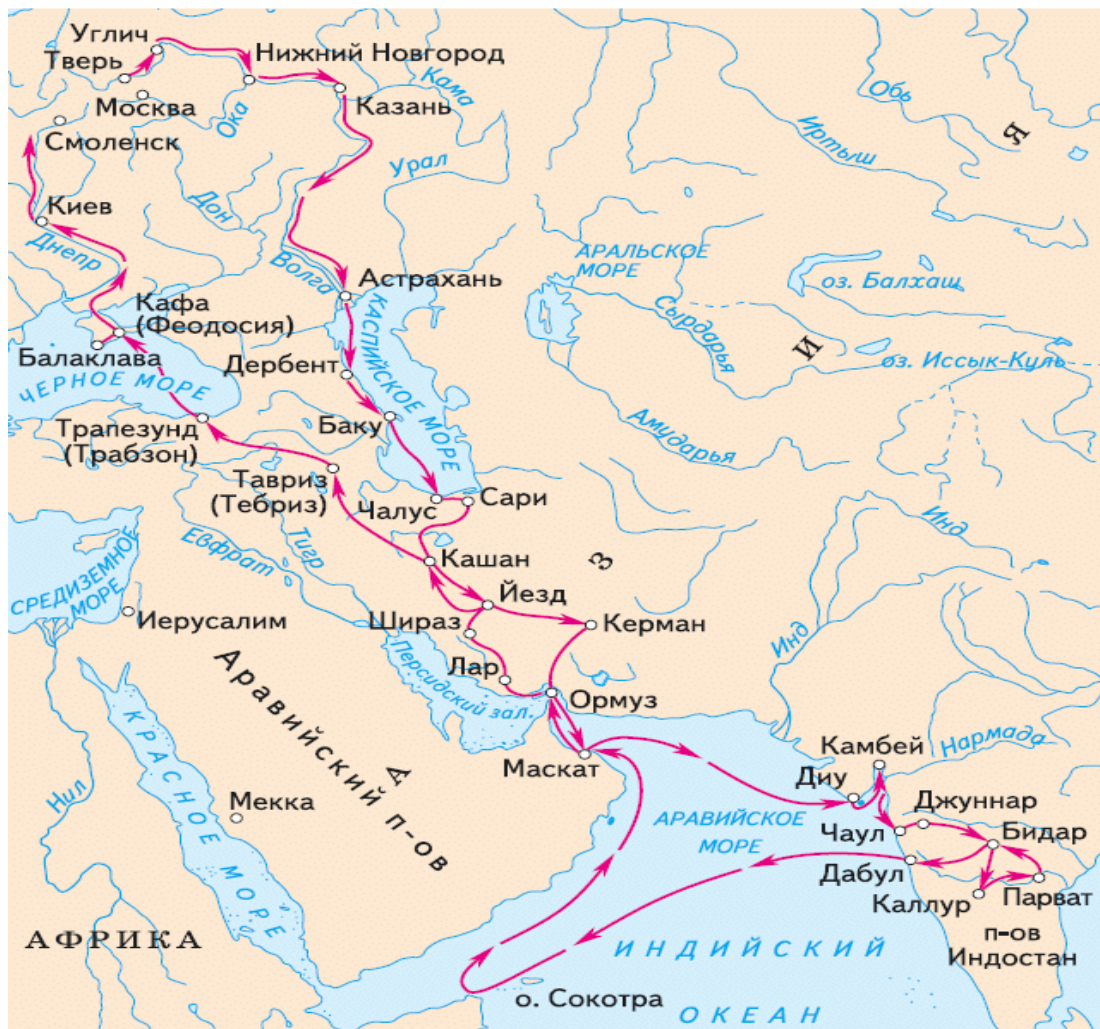 Углич
Тверь
Нижний Новгород
Кама
Москва
Ока
Казань
Смоленск
Обь
Иртыш
Я
Урал
Дон
Киев
Днепр
Волга
Астрахань
АРАЛЬСКОЕ
МОРЕ
оз. Балхаш
Кафа
(Феодосия)
КАСПИЙСКОЕ МОРЕ
Сырдарья
И
оз. Иссык-Куль
Балаклава
Дербент
ЧЕРНОЕ МОРЕ
Баку
Амударья
Трапезунд
(Трабзон)
Тавриз
(Тебриз)
Чалус
Сари
Инд
Евфрат
Тигр
Кашан
З
СРЕДИЗЕМНОЕ
МОРЕ
Йезд
Иерусалим
Шираз
Керман
Инд
Лар
Персидский зал.
Ормуз
Аравийский п-ов
КРАСНОЕ МОРЕ
А
Маскат
Камбей
Нармада
Нил
Мекка
Диу
Джуннар
АРАВИЙСКОЕ
МОРЕ
Чаул
Бидар
Дабул
Каллур
Парват
АФРИКА
п-ов
Индостан
ИНДИЙСКИЙ
о. Сокотра
ОКЕАН